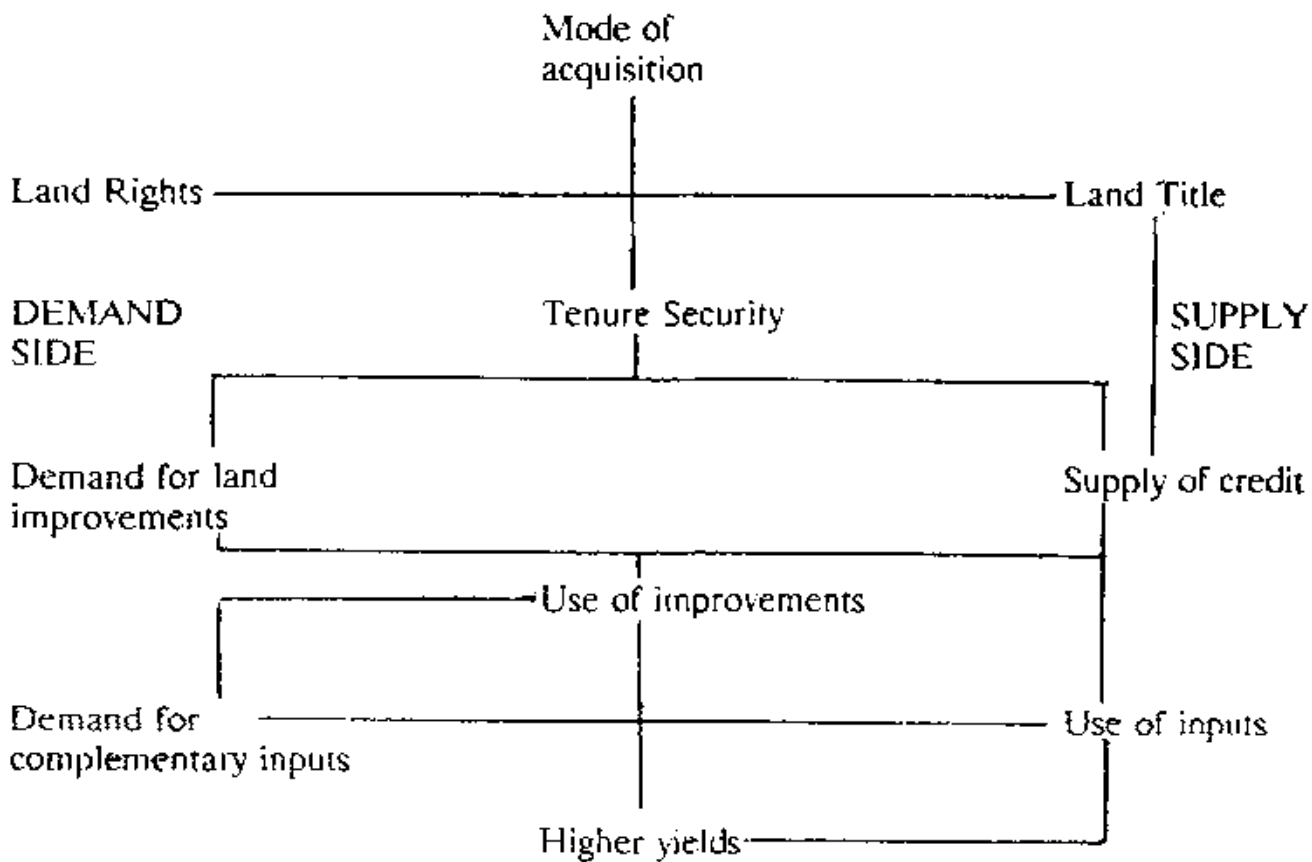 Mode of
acquisition
Land Rights
Land Title
DEMAND
SIDE
Tenure Security
SUPPLY
SIDE
Demand for land
improvements
Supply of credit
Use of improvements
Demand for
complementary inputs
Use of inputs
Higher yields